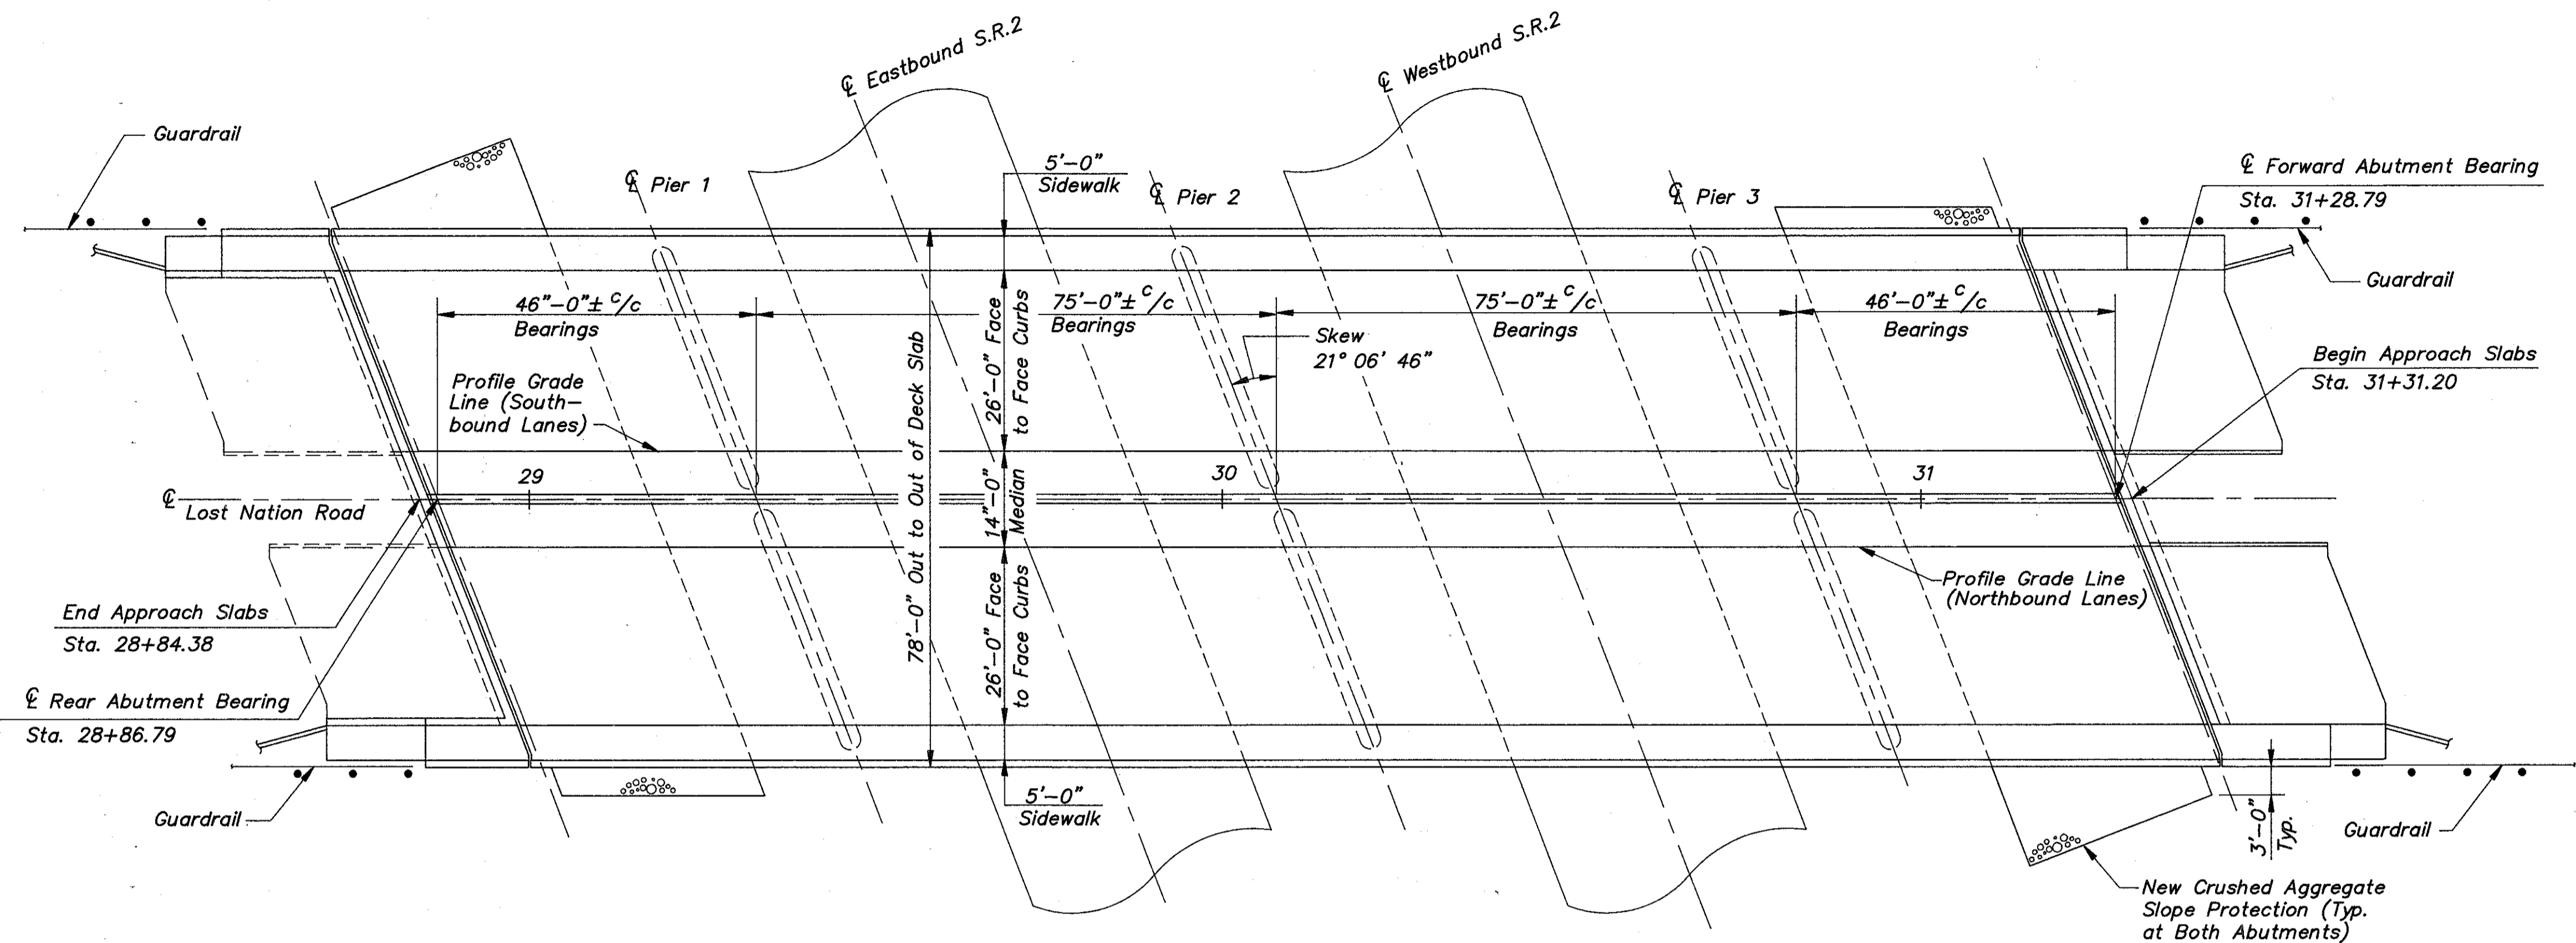 ℄ Eastbound S.R.2
℄ Westbound S.R.2
Guardrail
℄ Pier 1
5'-0"
Sidewalk
℄ Pier 2
℄ Pier 3
℄ Forward Abutment Bearing
Sta. 31+28.79
Guardrail
46"-0"± c/c
Bearings
75'-0"± c/c
Bearings
75'-0"± c/c
Bearings
46'-0"± c/c
Bearings
26'-0" Face
to Face Curbs
Skew
21° 06' 46"
Begin Approach Slabs
Sta. 31+31.20
Profile Grade
Line (South-
bound Lanes)
78'-0" Out to Out of Deck Slab
14"-0"
Median
29
30
31
℄ Lost Nation Road
26'-0" Face
to Face Curbs
Profile Grade Line
(Northbound Lanes)
End Approach Slabs
Sta. 28+84.38
℄ Rear Abutment Bearing
Sta. 28+86.79
Guardrail
5'-0"
Sidewalk
3'-0"
Typ.
Guardrail
New Crushed Aggregate
Slope Protection (Typ.
at Both Abutments)